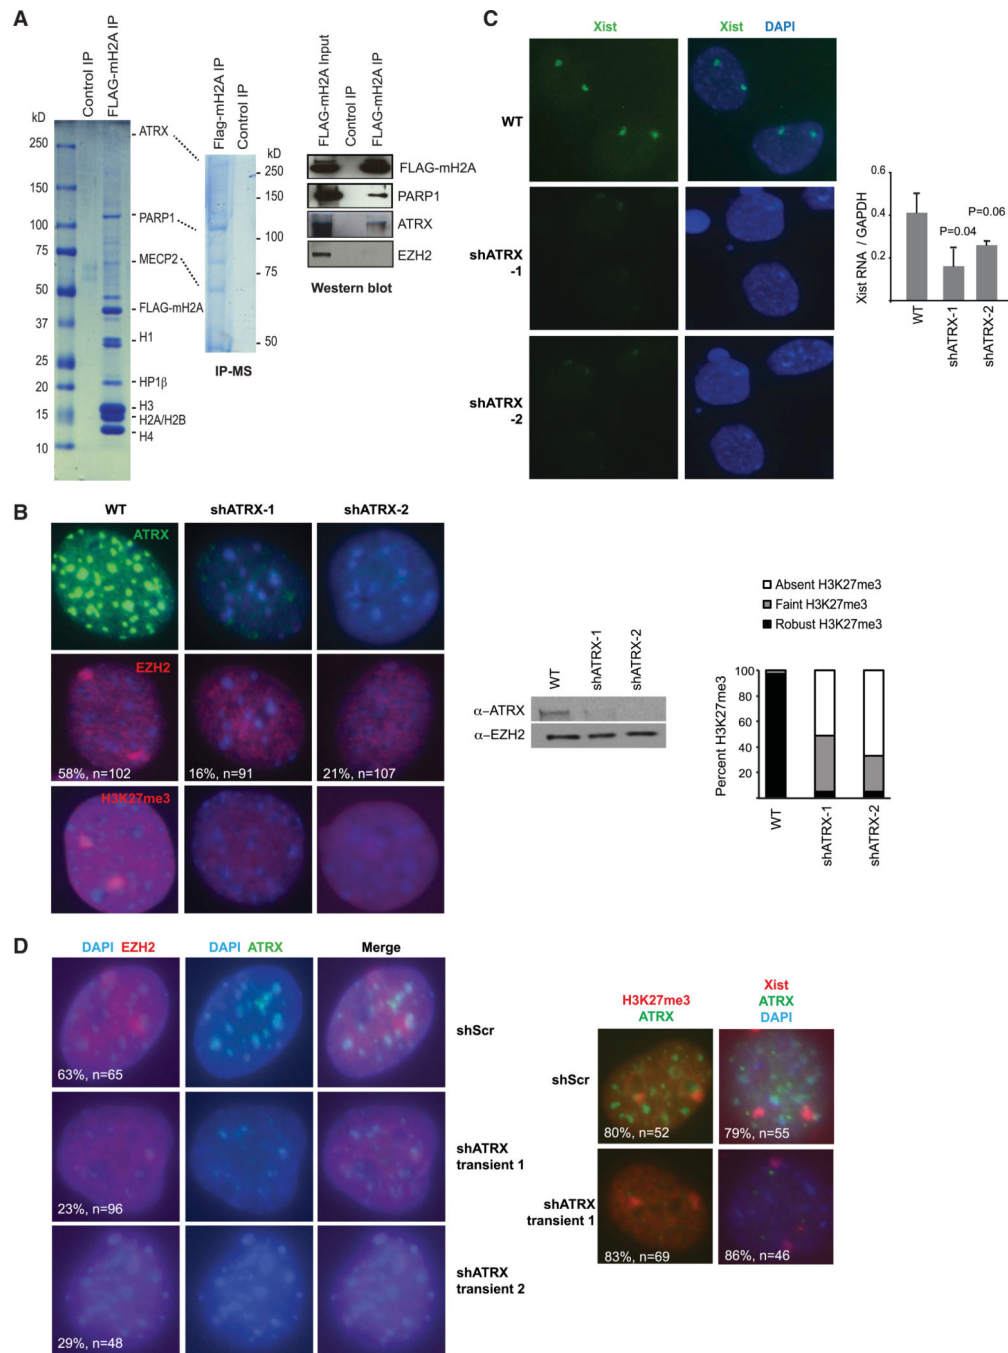 A
Control IP
FLAG-mH2A IP
kD
250
150
100
75
50
37
25
20
15
10
ATRX
PARP1
MECP2
FLAG-mH2A
H1
HP1β
H3
H2A/H2B
H4
Flag-mH2A IP
Control IP
kD
250
150
100
75
50
IP-MS
FLAG-mH2A Input
Control IP
FLAG-mH2A IP
FLAG-mH2A
PARP1
ATRX
EZH2
Western blot
C
Xist
Xist DAPI
WT
shATRX
-1
shATRX
-2
Xist RNA / GAPDH
0.6
0.4
0.2
P=0.04
P=0.06
WT
shATRX-1
shATRX-2
B
WT shATRX-1 shATRX-2
ATRX
EZH2
58%, n=102
16%, n=91
21%, n=107
H3K27me3
WT
shATRX-1
shATRX-2
α–ATRX
α–EZH2
Absent H3K27me3
Faint H3K27me3
Robust H3K27me3
Percent H3K27me3
100
80
60
40
20
WT
shATRX-1
shATRX-2
D
DAPI EZH2
DAPI ATRX
Merge
63%, n=65
shScr
23%, n=96
shATRX
transient 1
29%, n=48
shATRX
transient 2
H3K27me3
ATRX
Xist
ATRX
DAPI
shScr
80%, n=52
79%, n=55
shATRX
transient 1
83%, n=69
86%, n=46